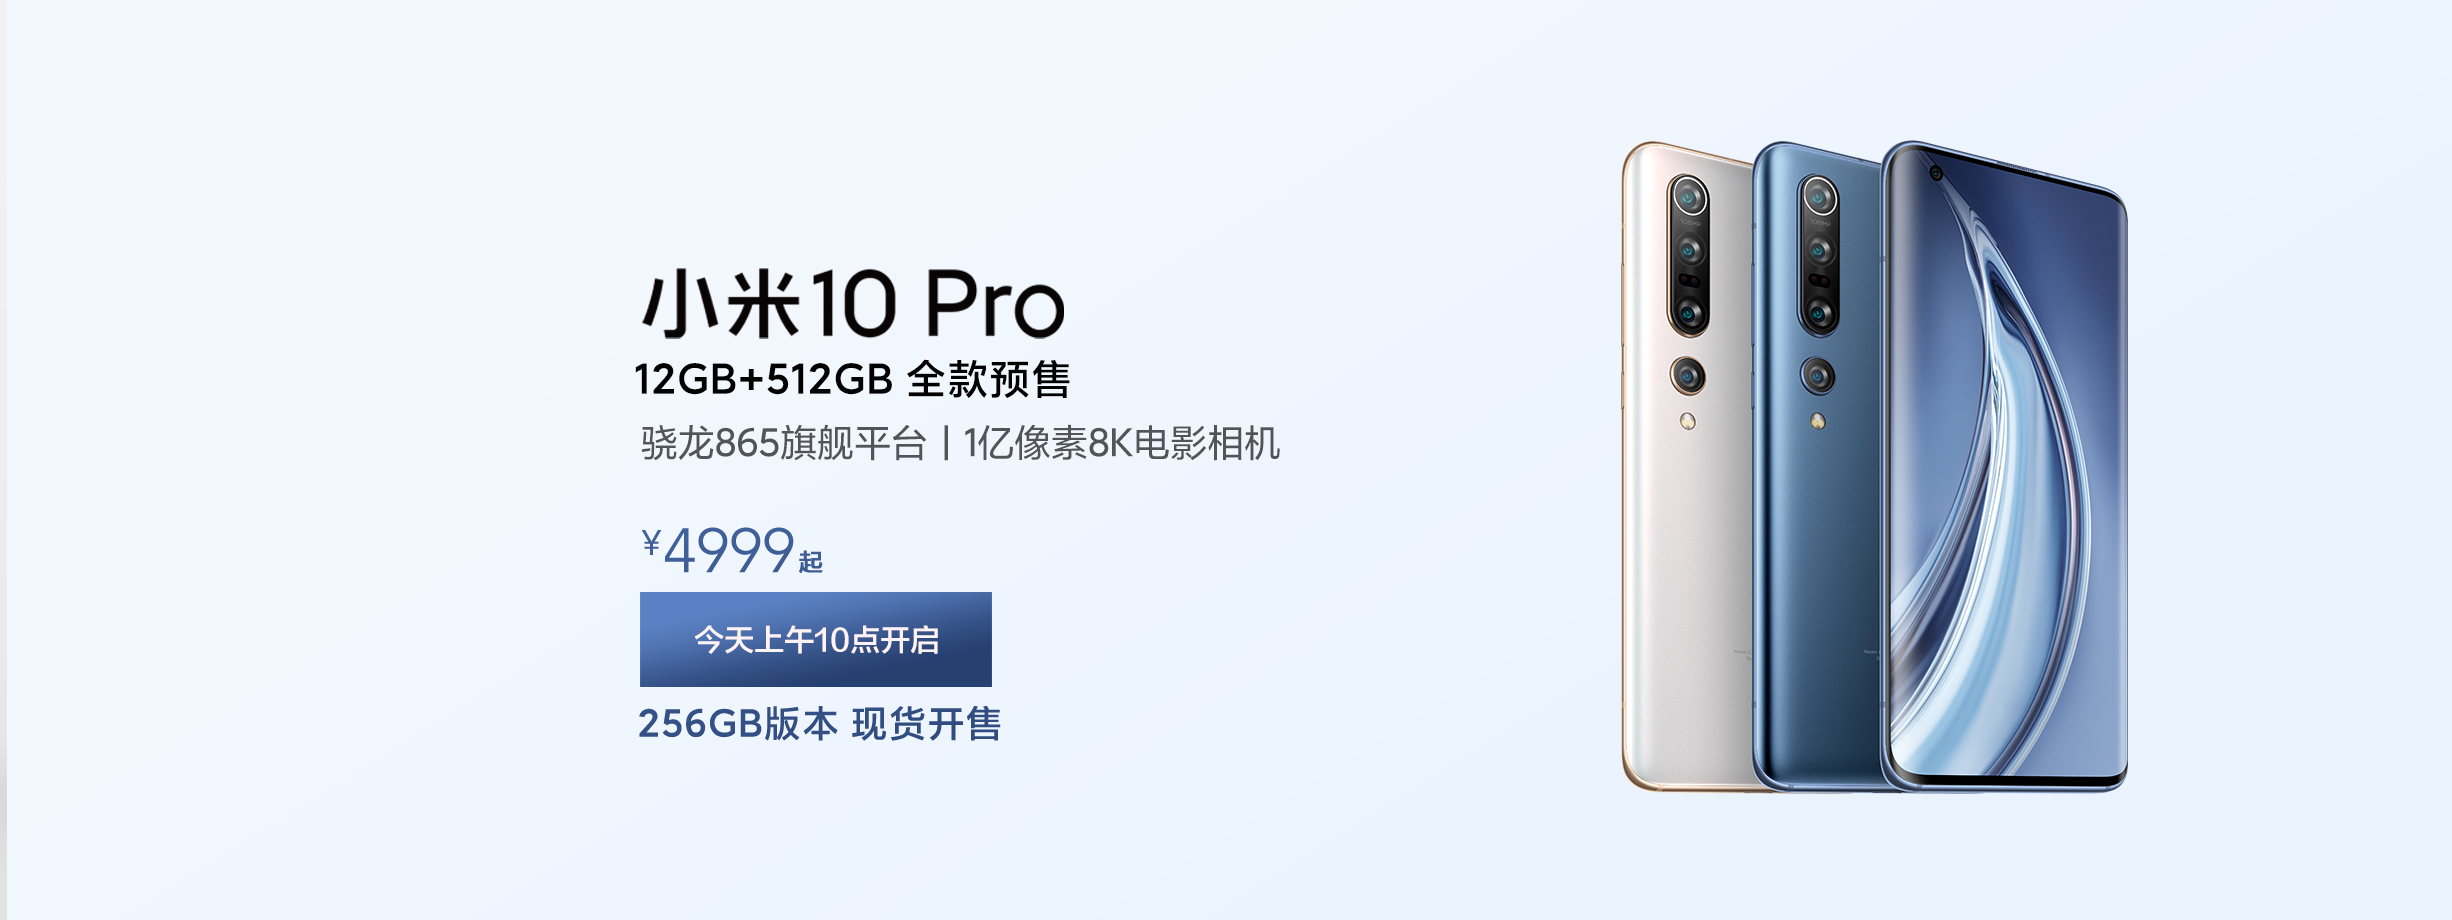 小米10 Pro
12GB+512GB 全款预售
骁龙865旗舰平台丨1亿像素8K电影相机
¥4999起
今天上午10点开启
256GB版本 现货开售